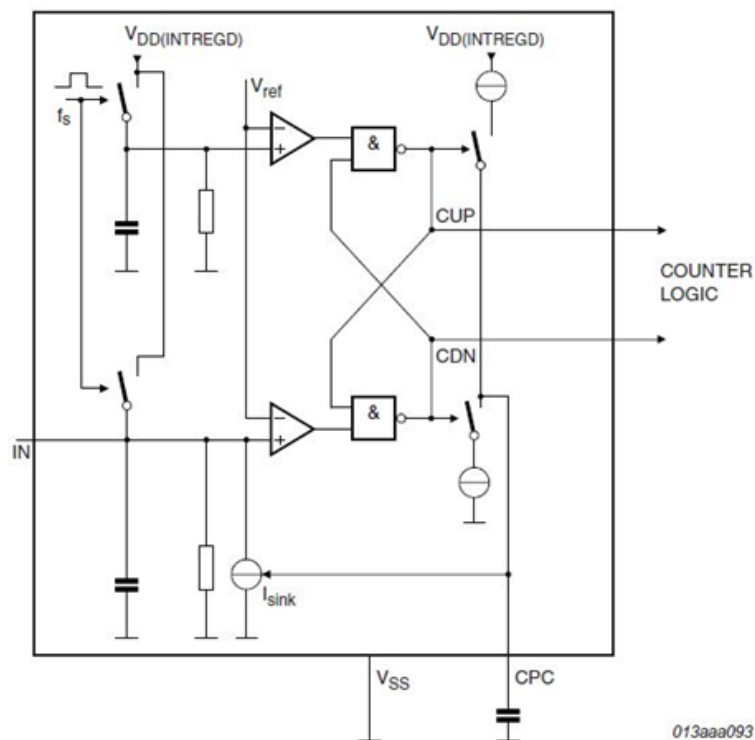 VDD(INTREGD)
VDD(INTREGD)
fs
Vref
&
CUP
COUNTER
LOGIC
CDN
&
IN
Isink
VSS
CPC
013aaa093